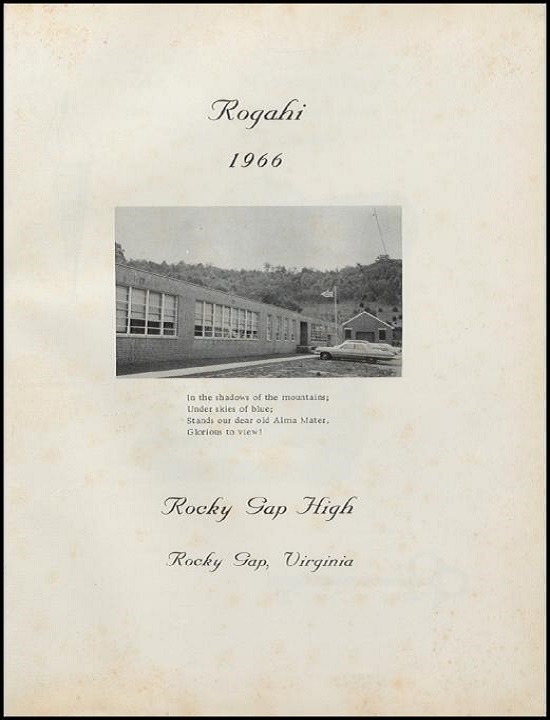 Rogahi
1966
In the shadows of the mountains;
Under skies of blue;
Stands our dear old Alma Mater,
Glorious to view!
Rocky Gap High
Rocky Gap, Virginia